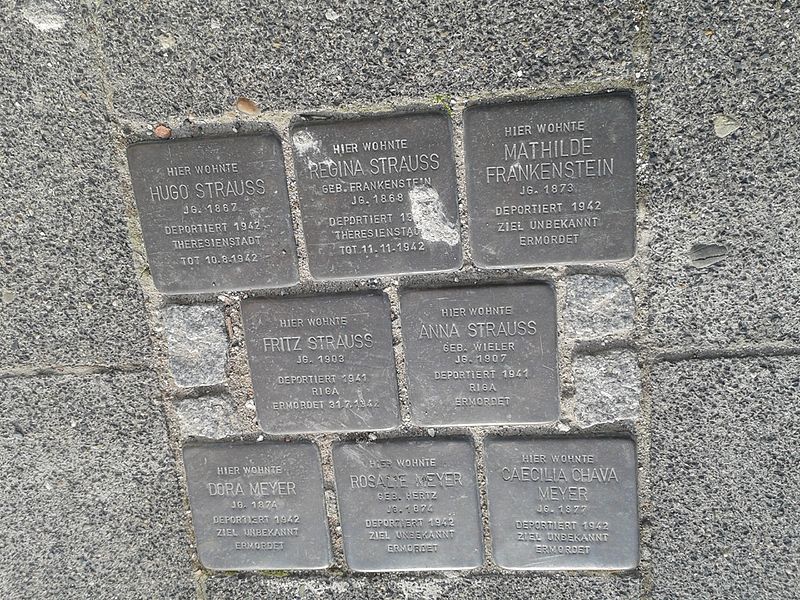 HIER WOHNTE
HUGO STRAUSS
JG. 1867
DEPORTIERT 1942
THERESIENSTADT
TOT 10.8.1942
HIER WOHNTE
REGINA STRAUSS
GEB. FRANKENSTEIN
JG. 1868
DEPORTIERT
THERESIENSTADT
TOT 11.11.1942
HIER WOHNTE
MATHILDE
FRANKENSTEIN
JG. 1873
DEPORTIERT 1942
ZIEL UNBEKANNT
ERMORDET
HIER WOHNTE
FRITZ STRAUSS
JG. 1903
DEPORTIERT 1941
RIGA
ERMORDET 31.7.1942
HIER WOHNTE
ANNA STRAUSS
GEB. WIELER
JG. 1907
DEPORTIERT 1941
RIGA
ERMORDET
HIER WOHNTE
DORA MEYER
JG. 1874
DEPORTIERT 1942
ZIEL UNBEKANNT
ERMORDET
HIER WOHNTE
ROSALIE MEYER
GEB. HERTZ
JG. 1874
DEPORTIERT 1942
ZIEL UNBEKANNT
ERMORDET
HIER WOHNTE
CAECILIA CHAVA
MEYER
JG. 1877
DEPORTIERT 1942
ZIEL UNBEKANNT
ERMORDET